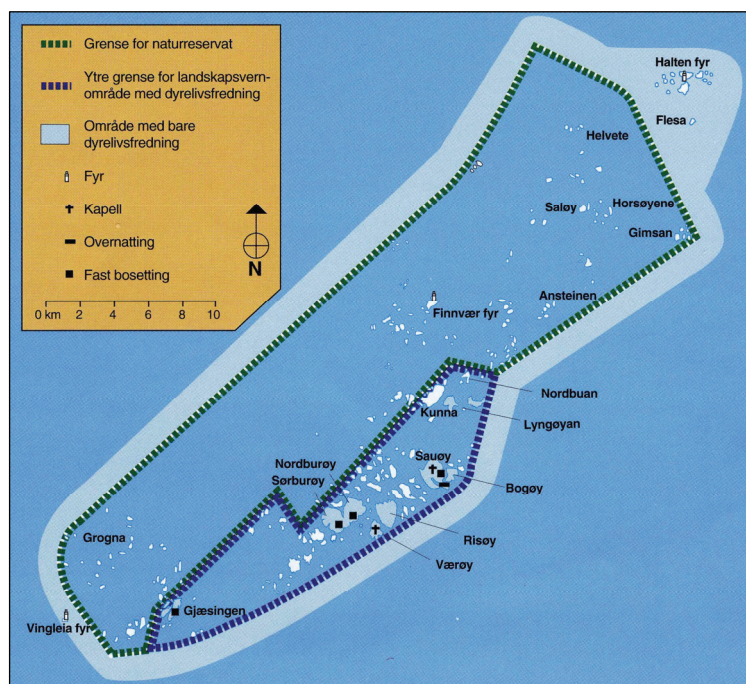 Grense for naturreservat
Ytre grense for landskapsvern-
område med dyrelivsfredning
Område med bare
dyrelivsfredning
Fyr
Kapell
Overnatting
Fast bosetting
N
0 km 2 4 6 8 10
Halten fyr
Flesa
Helvete
Saløy
Horsøyene
Gimsan
Ansteinen
Finnvær fyr
Nordbuan
Kunna
Lyngøyan
Sauøy
Nordburøy
Sørburøy
Bogøy
Risøy
Værøy
Grogna
Gjæsingen
Vingleia fyr